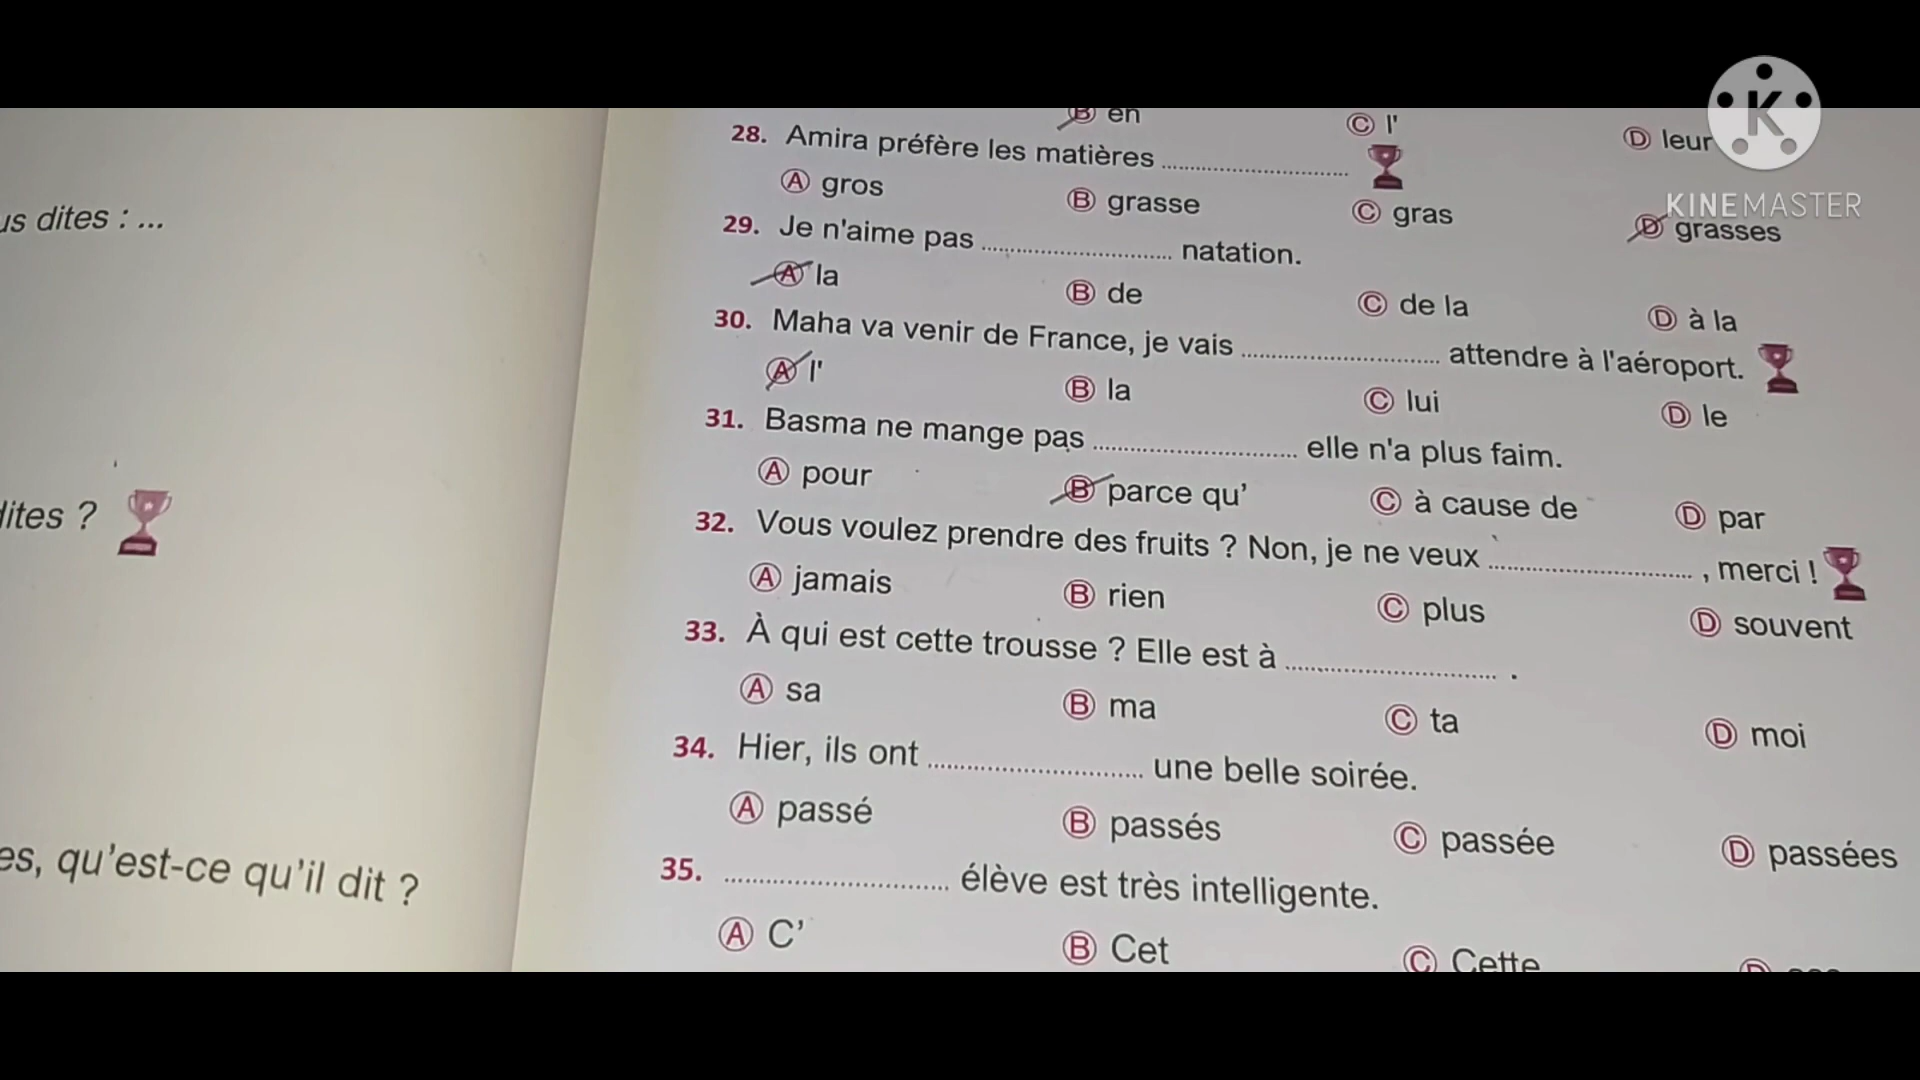 us dites : ...
dites ?
es, qu'est-ce qu'il dit ?
B en C l' D leur
28. Amira préfère les matières ..............................
A gros B grasse C gras D grasses
29. Je n'aime pas .............................. natation.
A la B de C de la D à la
30. Maha va venir de France, je vais .............................. attendre à l'aéroport.
A l' B la C lui D le
31. Basma ne mange pas .............................. elle n'a plus faim.
A pour B parce qu' C à cause de D par
32. Vous voulez prendre des fruits ? Non, je ne veux .............................. , merci !
A jamais B rien C plus D souvent
33. À qui est cette trousse ? Elle est à .............................. .
A sa B ma C ta D moi
34. Hier, ils ont .............................. une belle soirée.
A passé B passés C passée D passées
35. .............................. élève est très intelligente.
A C' B Cet C Cette D
K
KINEMASTER